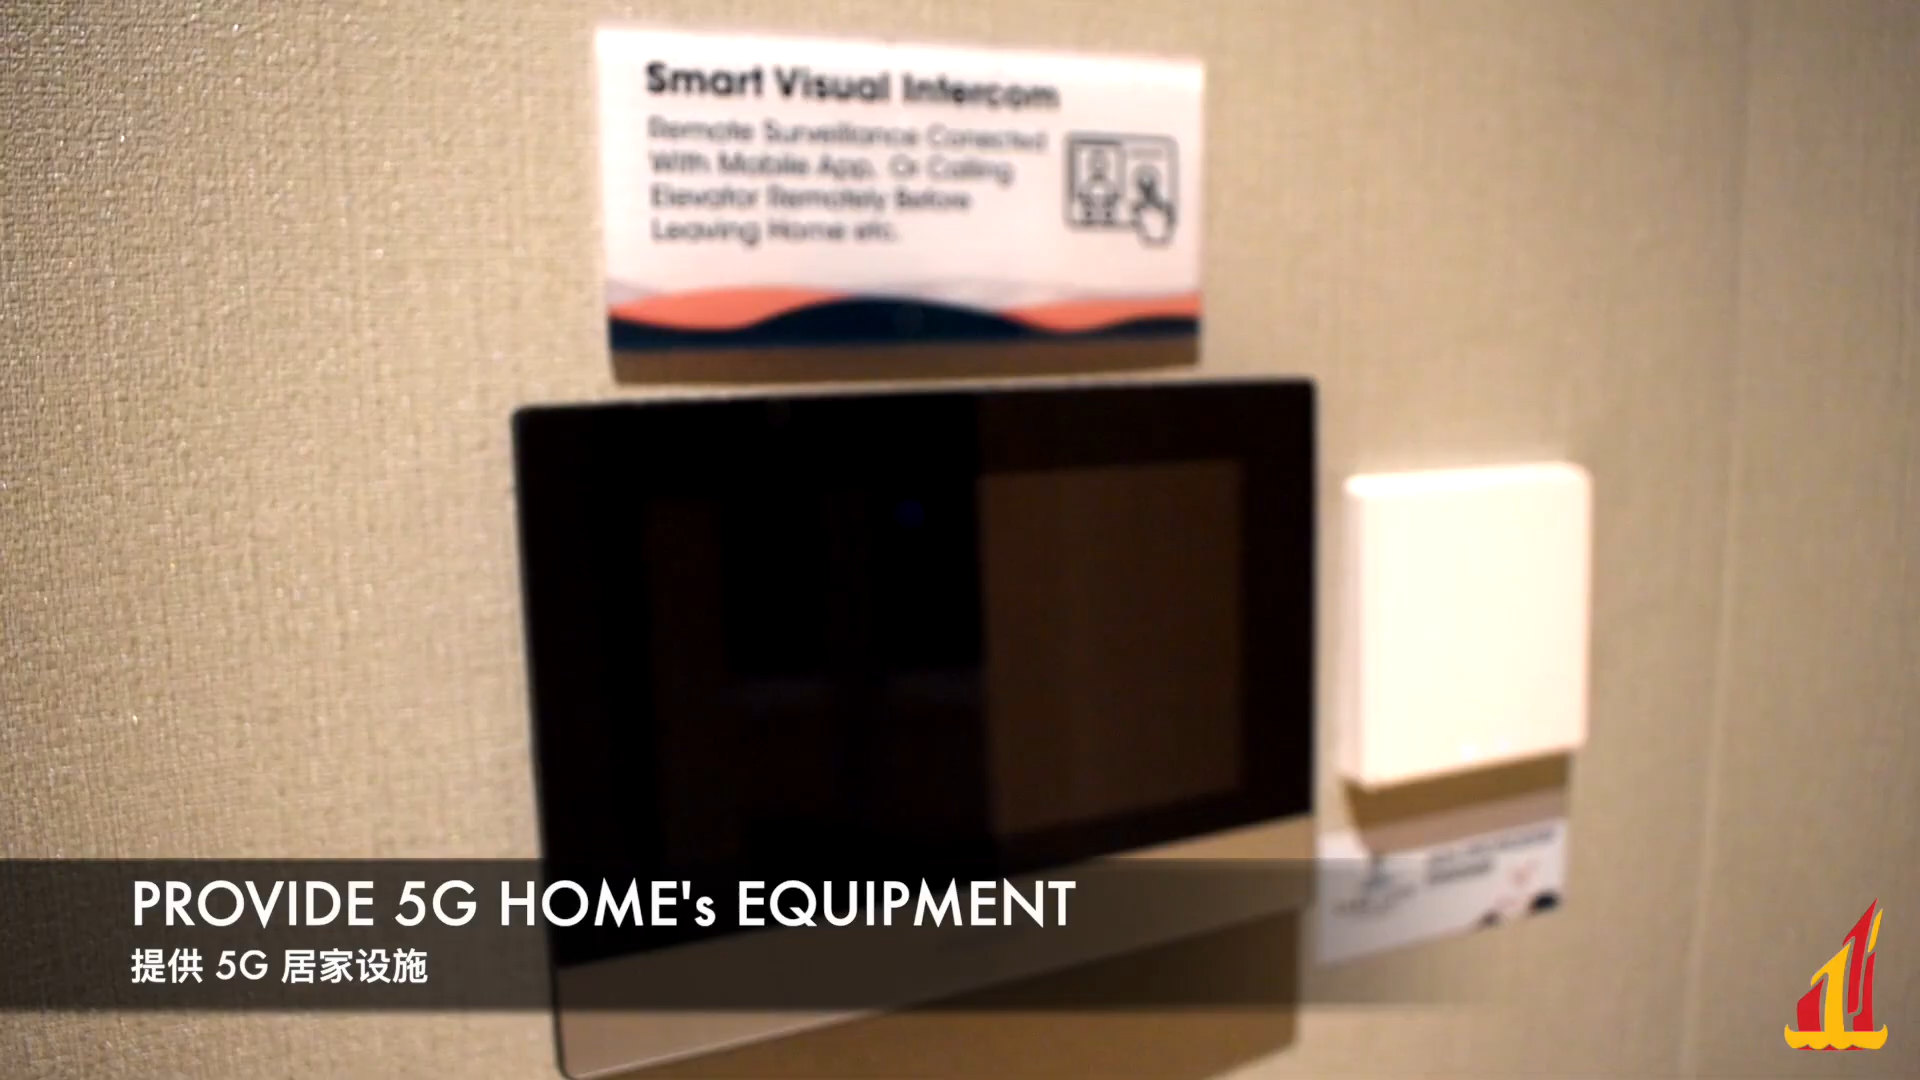 Smart Visual Intercom
Remote Surveillance Conected
With Mobile App, Or Calling
Elevator Remotely Before
Leaving Home etc.
PROVIDE 5G HOME's EQUIPMENT
提供 5G 居家设施